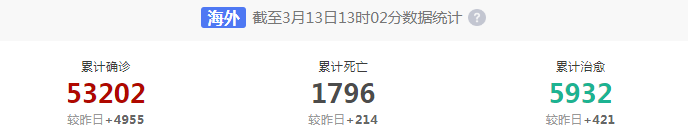 海外 截至3月13日13时02分数据统计 ?
累计确诊 累计死亡 累计治愈
53202 1796 5932
较昨日+4955 较昨日+214 较昨日+421